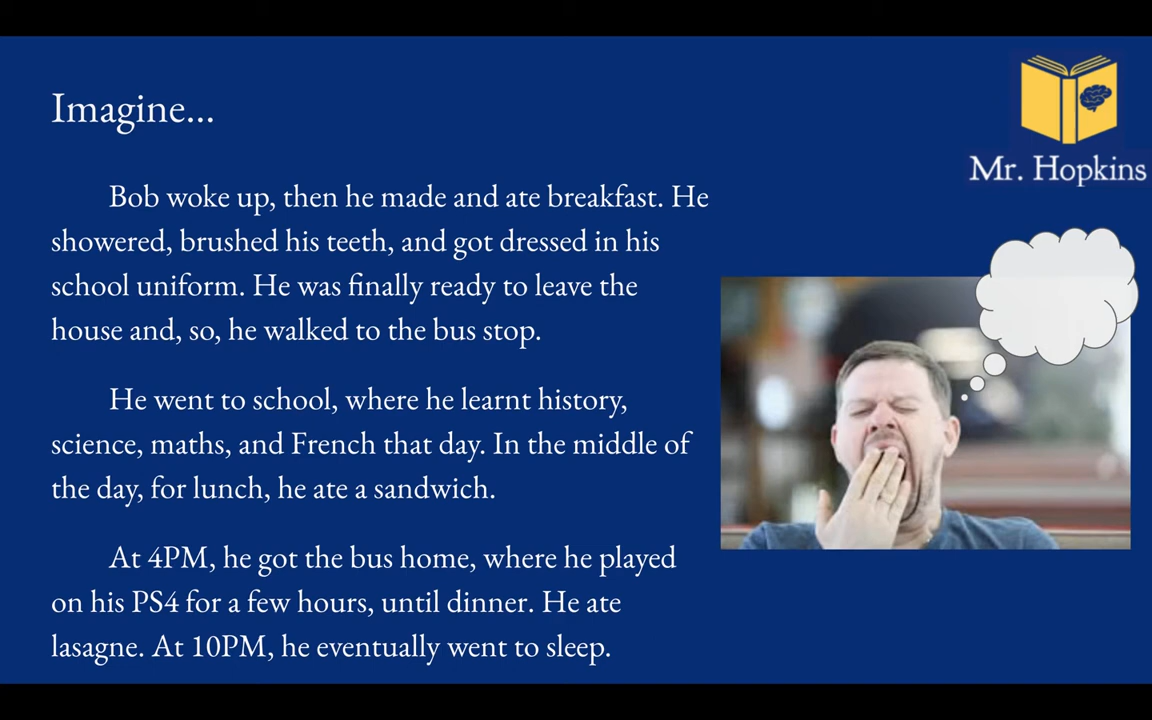 Imagine...
Mr. Hopkins
Bob woke up, then he made and ate breakfast. He
showered, brushed his teeth, and got dressed in his
school uniform. He was finally ready to leave the
house and, so, he walked to the bus stop.
He went to school, where he learnt history,
science, maths, and French that day. In the middle of
the day, for lunch, he ate a sandwich.
At 4PM, he got the bus home, where he played
on his PS4 for a few hours, until dinner. He ate
lasagne. At 10PM, he eventually went to sleep.